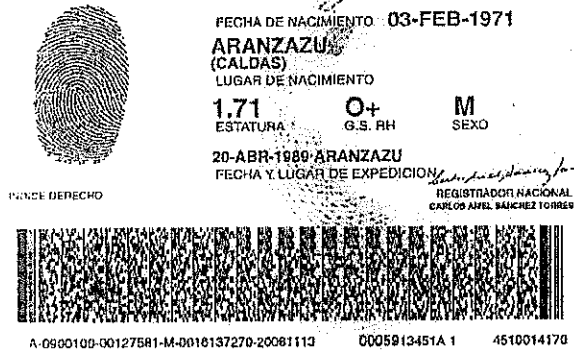 FECHA DE NACIMIENTO 03-FEB-1971
ARANZAZU
(CALDAS)
LUGAR DE NACIMIENTO
1.71 O+ M
ESTATURA G.S. RH SEXO
20-ABR-1989 ARANZAZU
FECHA Y LUGAR DE EXPEDICION
INDICE DERECHO
REGISTRADOR NACIONAL
CARLOS ARIEL SÁNCHEZ TORRES
A-0900100-00127581-M-0016137270-20081113 0005913451A 1 4510014170